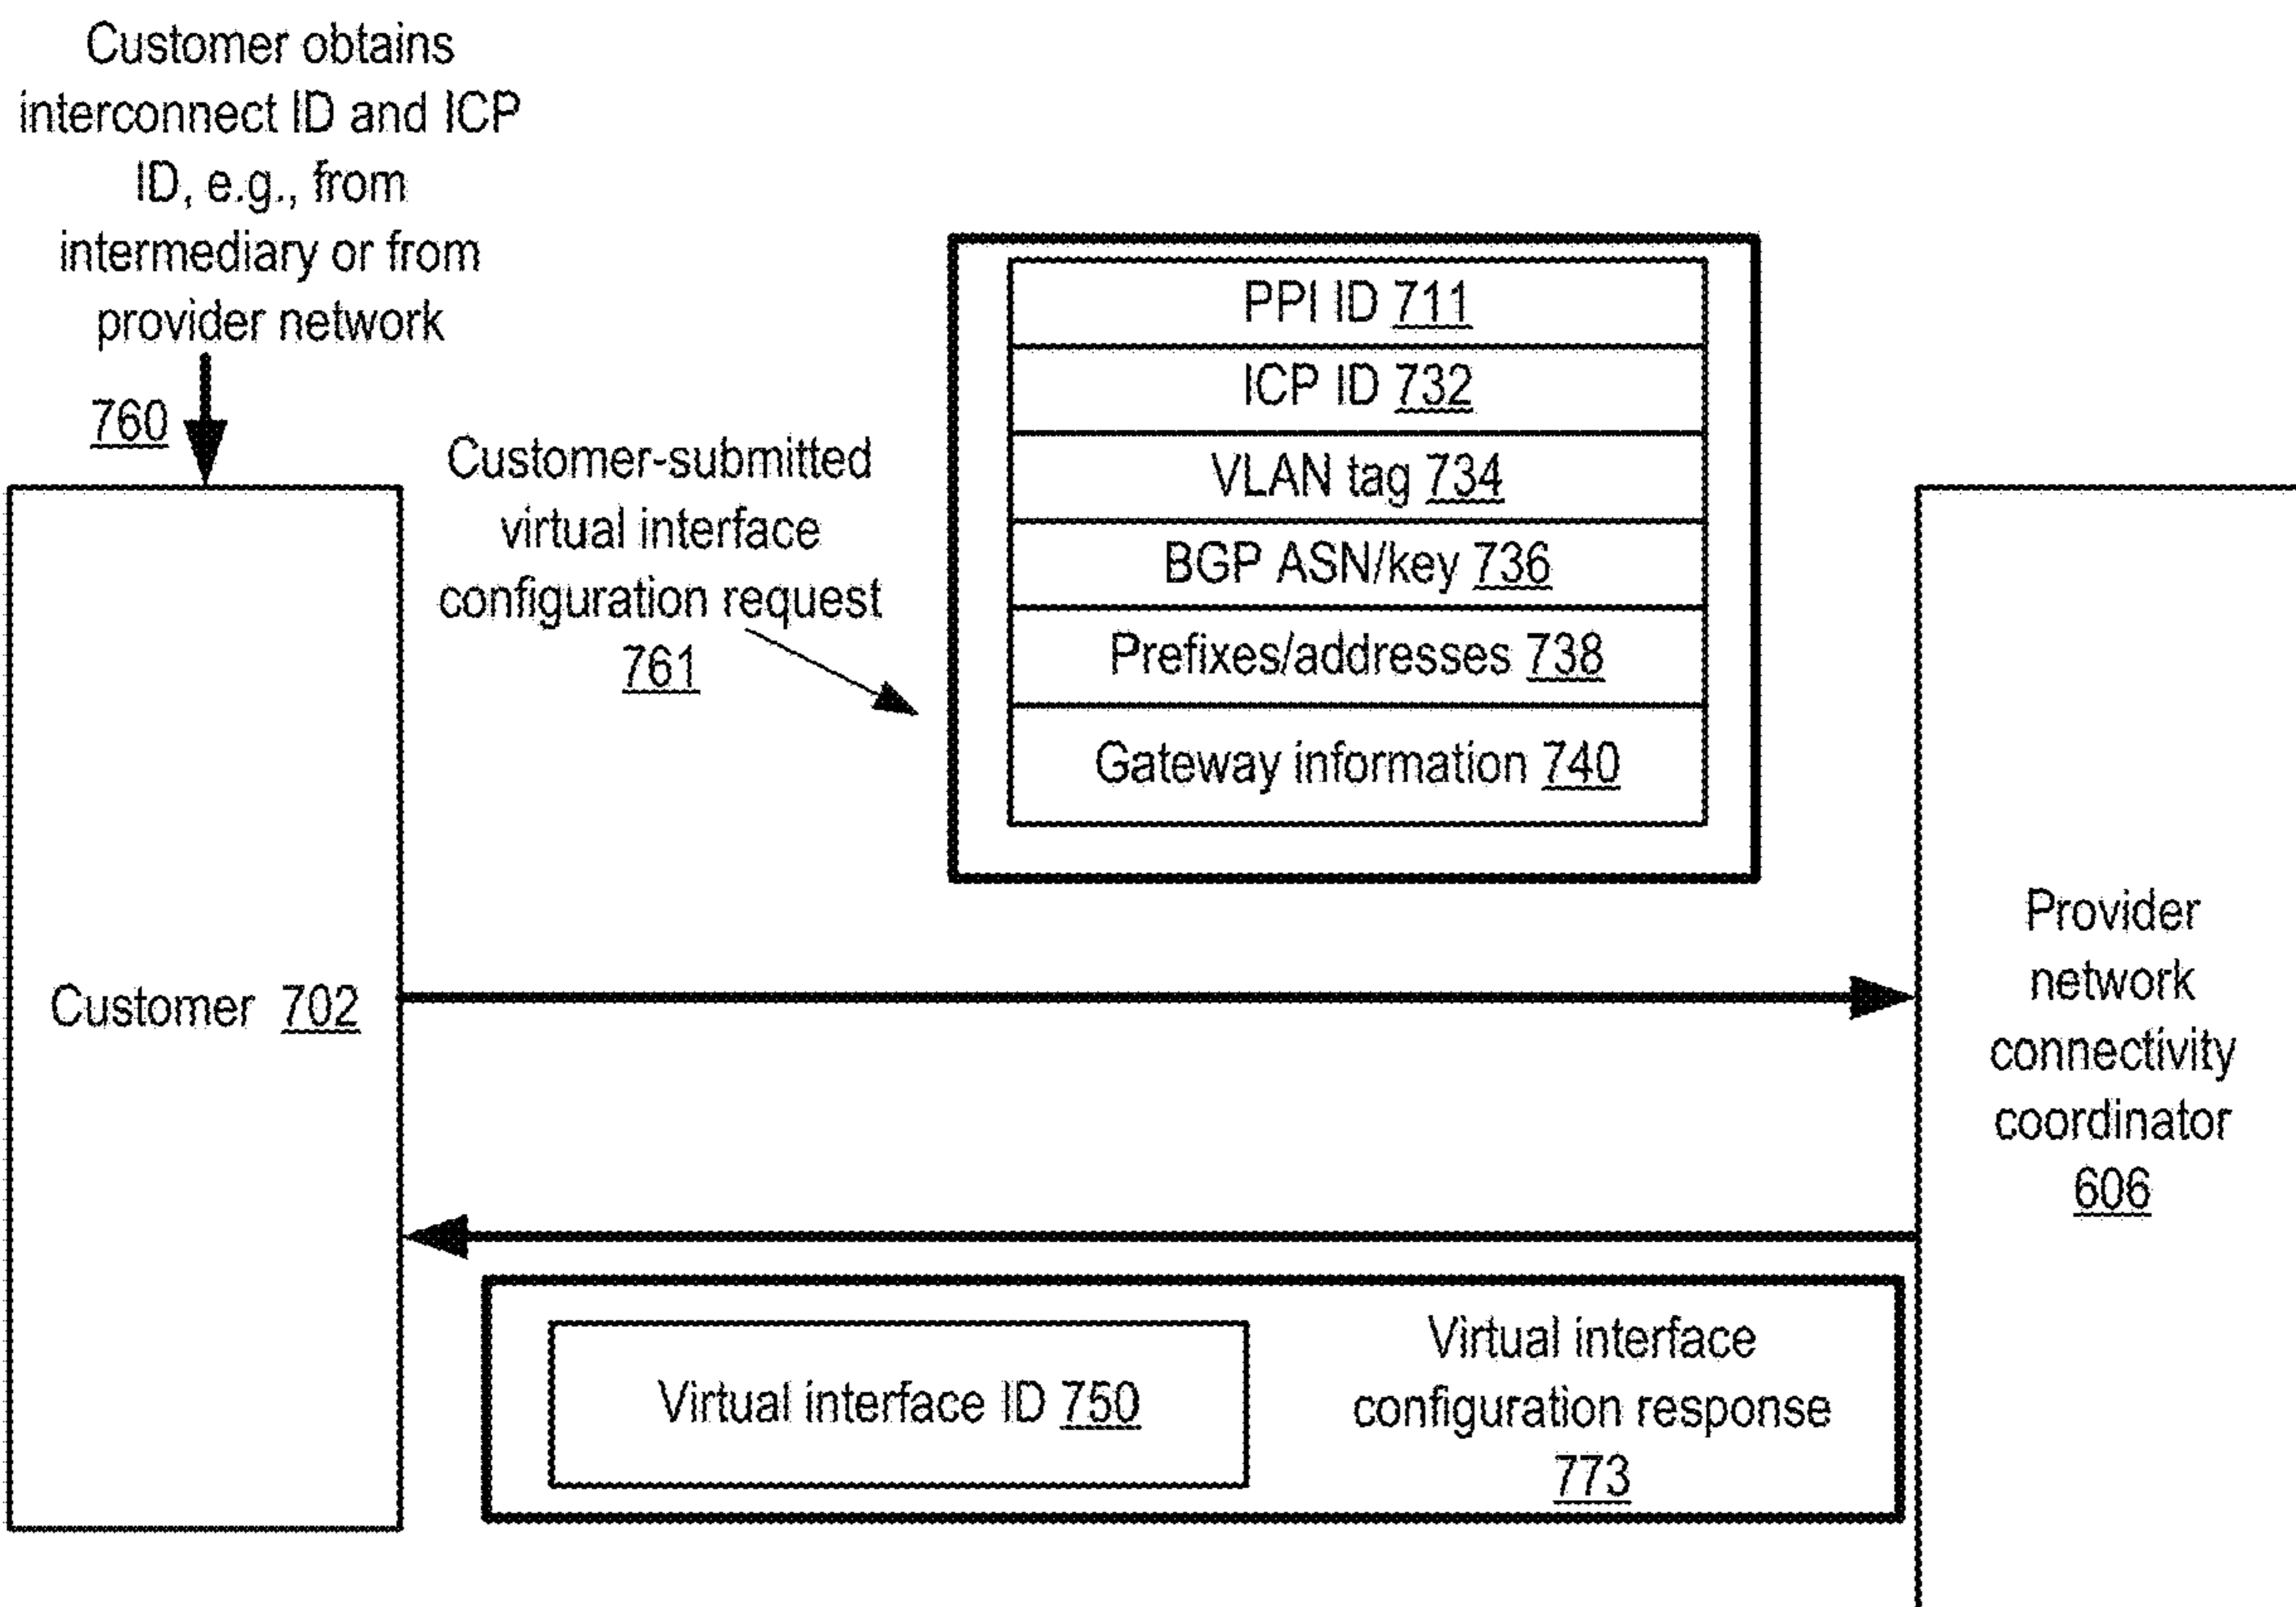 Customer obtains
interconnect ID and ICP
ID, e.g., from
intermediary or from
provider network
760
Customer-submitted
virtual interface
configuration request
761
PPI ID 711
ICP ID 732
VLAN tag 734
BGP ASN/key 736
Prefixes/addresses 738
Gateway information 740
Customer 702
Provider
network
connectivity
coordinator
606
Virtual interface ID 750
Virtual interface
configuration response
773